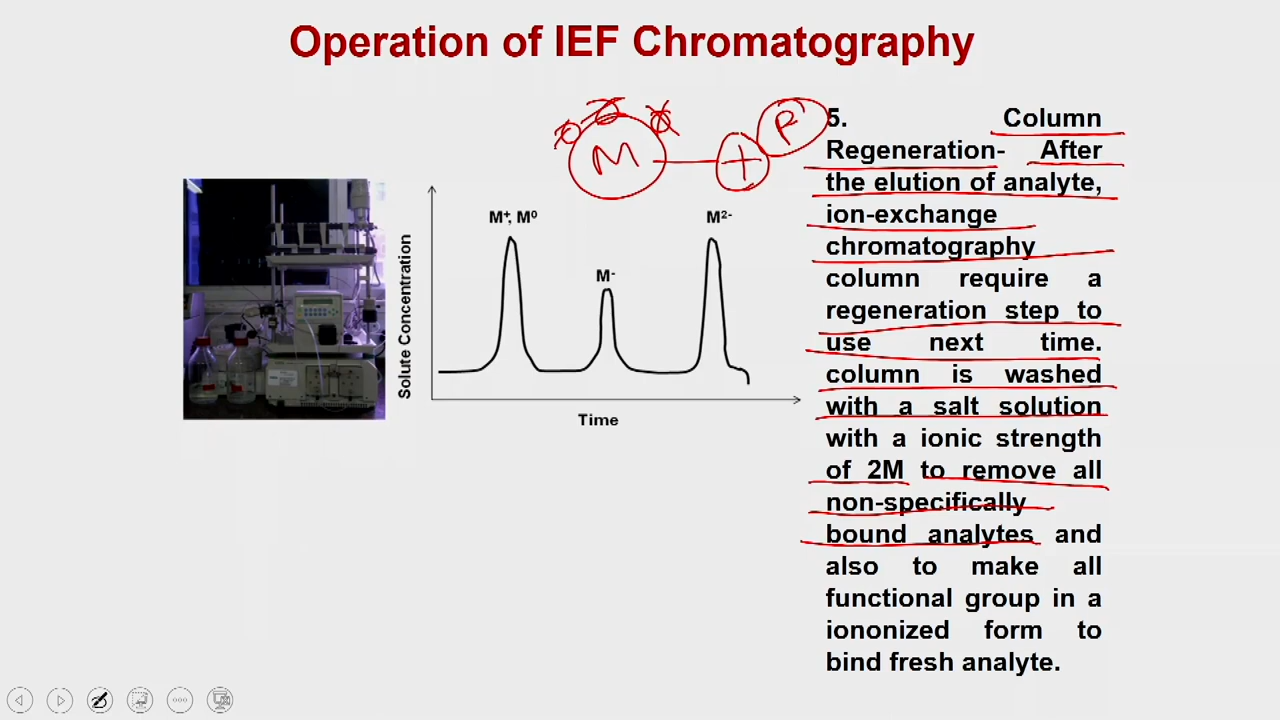 Operation of IEF Chromatography
M
+
P
5. Column
Regeneration- After
the elution of analyte,
ion-exchange
chromatography
column require a
regeneration step to
use next time.
column is washed
with a salt solution
with a ionic strength
of 2M to remove all
non-specifically
bound analytes and
also to make all
functional group in a
iononized form to
bind fresh analyte.
Solute Concentration
M+, M0
M-
M2-
Time